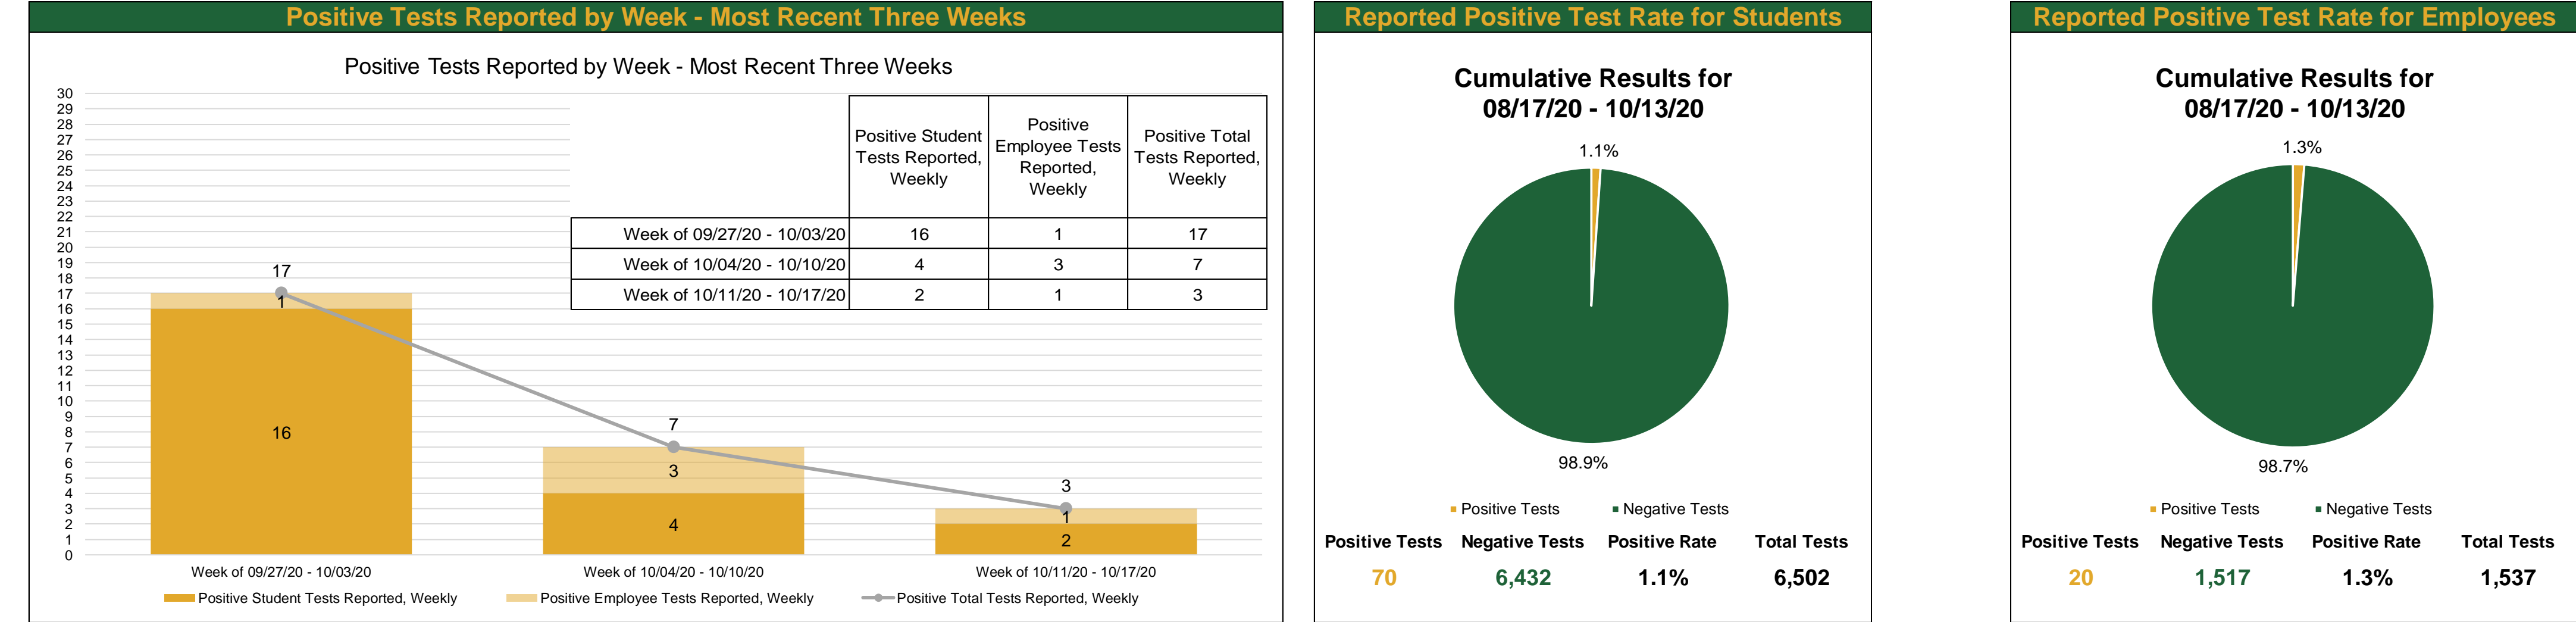 Positive Tests Reported by Week - Most Recent Three Weeks
Positive Tests Reported by Week - Most Recent Three Weeks
30
29
28
27
26
25
24
23
22
21
20
19
18
17
16
15
14
13
12
11
10
9
8
7
6
5
4
3
2
1
0
Positive Student
Tests Reported,
Weekly
Positive
Employee Tests
Reported,
Weekly
Positive Total
Tests Reported,
Weekly
Week of 09/27/20 - 10/03/20 16 1 17
Week of 10/04/20 - 10/10/20 4 3 7
Week of 10/11/20 - 10/17/20 2 1 3
17
1
16
7
3
4
3
1
2
Week of 09/27/20 - 10/03/20 Week of 10/04/20 - 10/10/20 Week of 10/11/20 - 10/17/20
Positive Student Tests Reported, Weekly Positive Employee Tests Reported, Weekly Positive Total Tests Reported, Weekly
Reported Positive Test Rate for Students
Cumulative Results for
08/17/20 - 10/13/20
1.1%
98.9%
Positive Tests Negative Tests
Positive Tests Negative Tests Positive Rate Total Tests
70 6,432 1.1% 6,502
Reported Positive Test Rate for Employees
Cumulative Results for
08/17/20 - 10/13/20
1.3%
98.7%
Positive Tests Negative Tests
Positive Tests Negative Tests Positive Rate Total Tests
20 1,517 1.3% 1,537